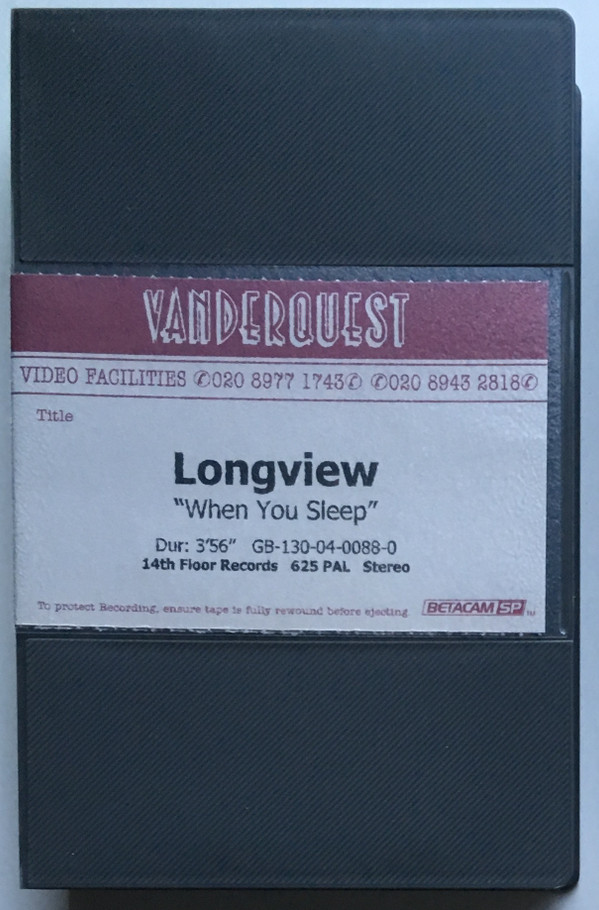 VANDERQUEST
VIDEO FACILITIES ✆020 8977 1743✆ ✆020 8943 2818✆
Title
Longview
“When You Sleep”
Dur: 3’56” GB-130-04-0088-0
14th Floor Records 625 PAL Stereo
To protect Recording, ensure tape is fully rewound before ejecting BETACAM SP TM